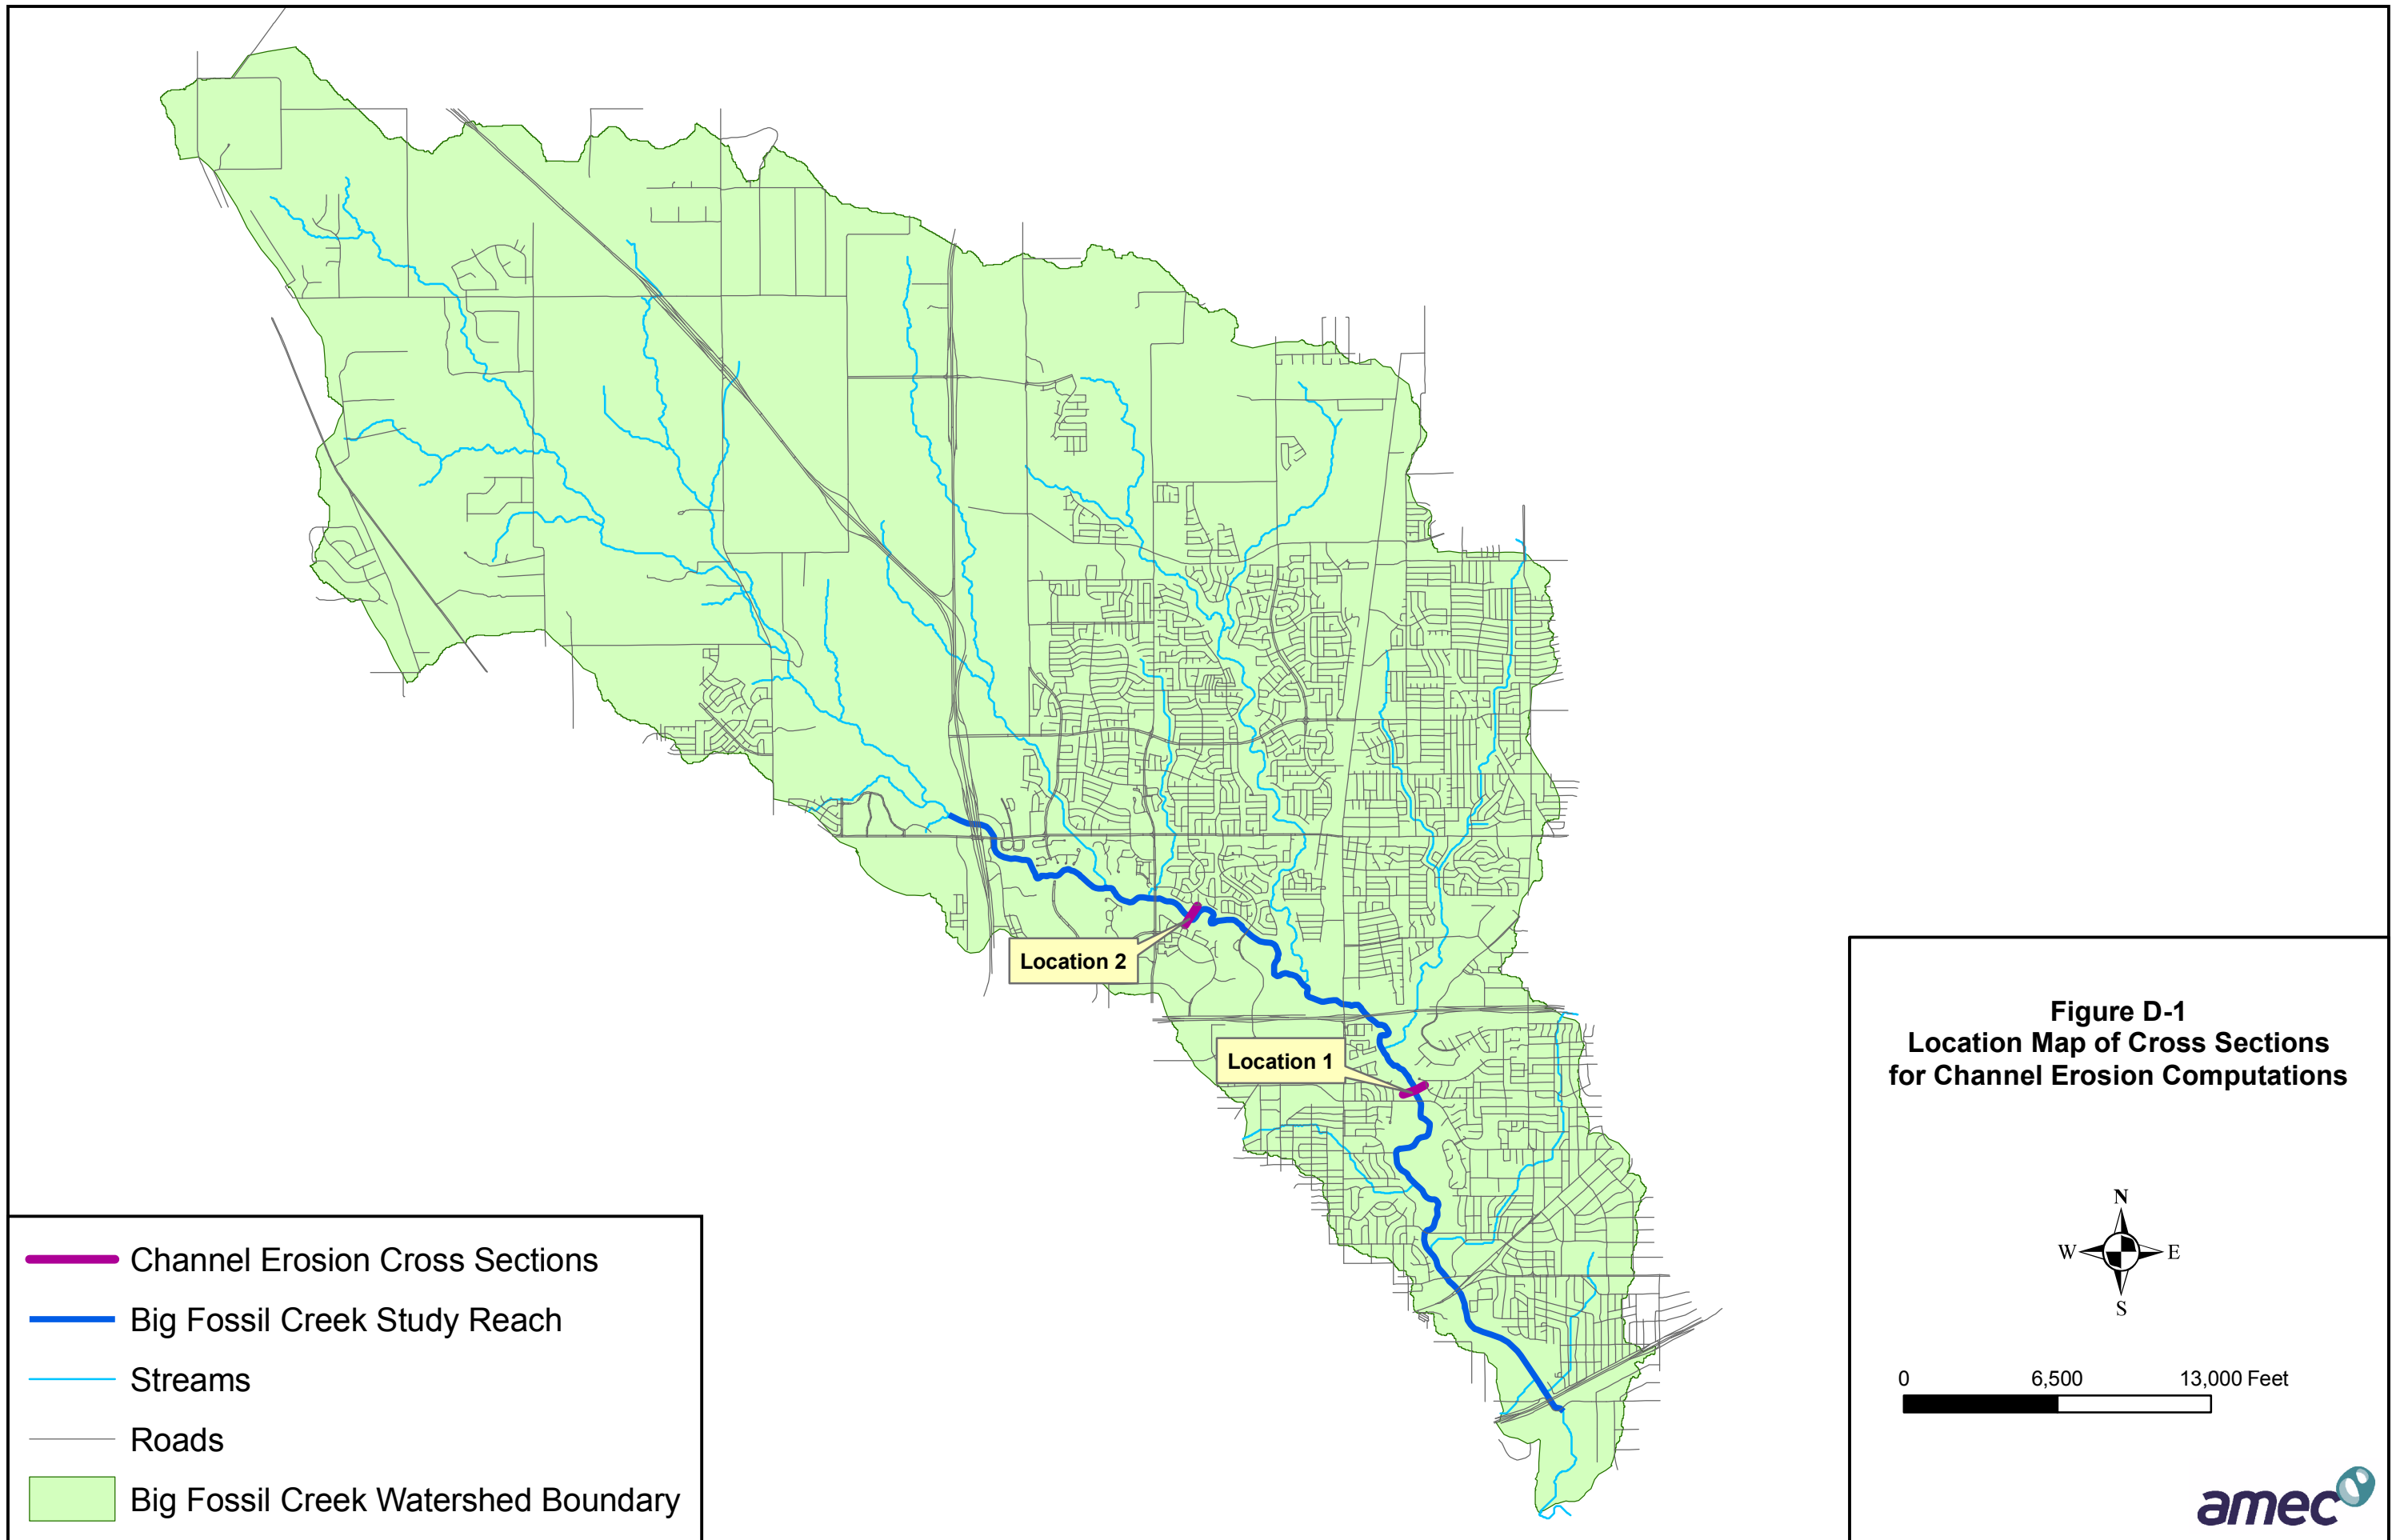 Location 2
Location 1
Figure D-1
Location Map of Cross Sections
for Channel Erosion Computations
N
W E
S
0 6,500 13,000 Feet
amec
Channel Erosion Cross Sections
Big Fossil Creek Study Reach
Streams
Roads
Big Fossil Creek Watershed Boundary